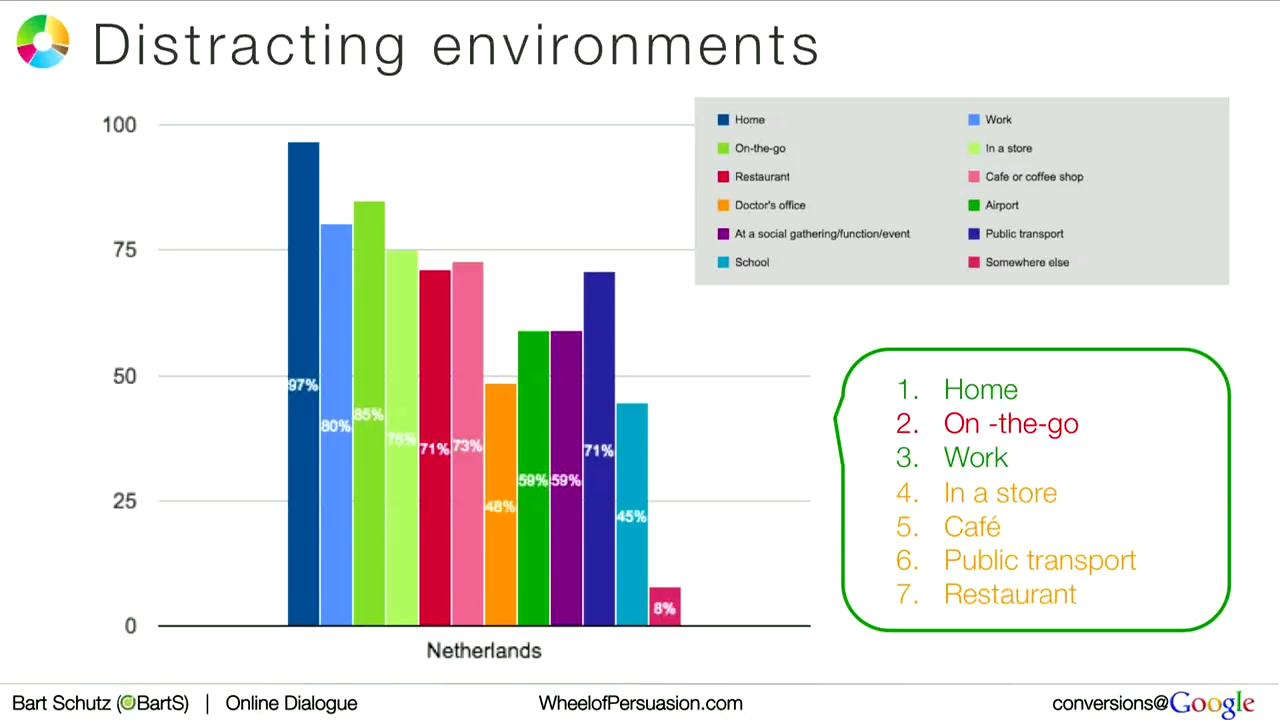 Distracting environments
100
75
50
25
0
97%
80%
85%
71%
73%
48%
59%
59%
71%
45%
8%
Netherlands
Home
Work
On-the-go
In a store
Restaurant
Cafe or coffee shop
Doctor's office
Airport
At a social gathering/function/event
Public transport
School
Somewhere else
1. Home
2. On -the-go
3. Work
4. In a store
5. Café
6. Public transport
7. Restaurant
Bart Schutz (@BartS) | Online Dialogue
WheelofPersuasion.com
conversions@Google